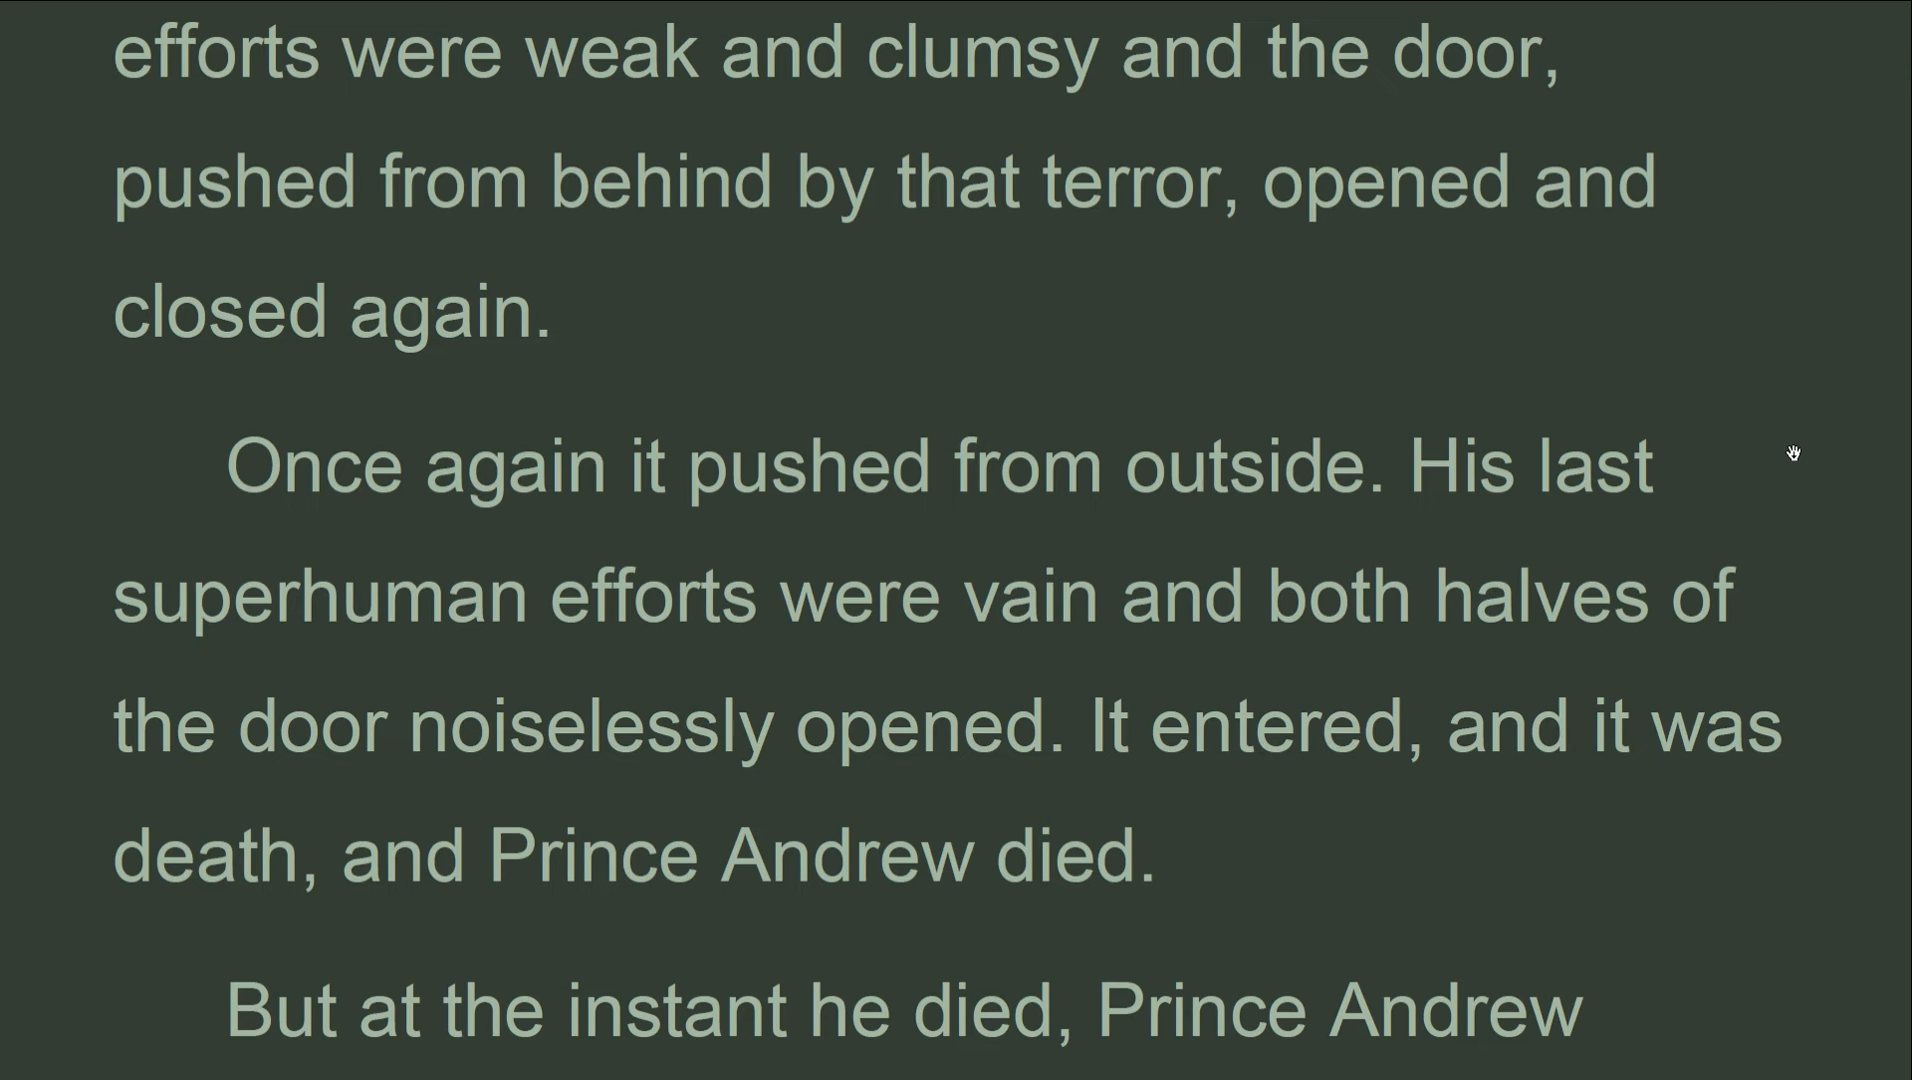 efforts were weak and clumsy and the door,
pushed from behind by that terror, opened and
closed again.
Once again it pushed from outside. His last
superhuman efforts were vain and both halves of
the door noiselessly opened. It entered, and it was
death, and Prince Andrew died.
But at the instant he died, Prince Andrew